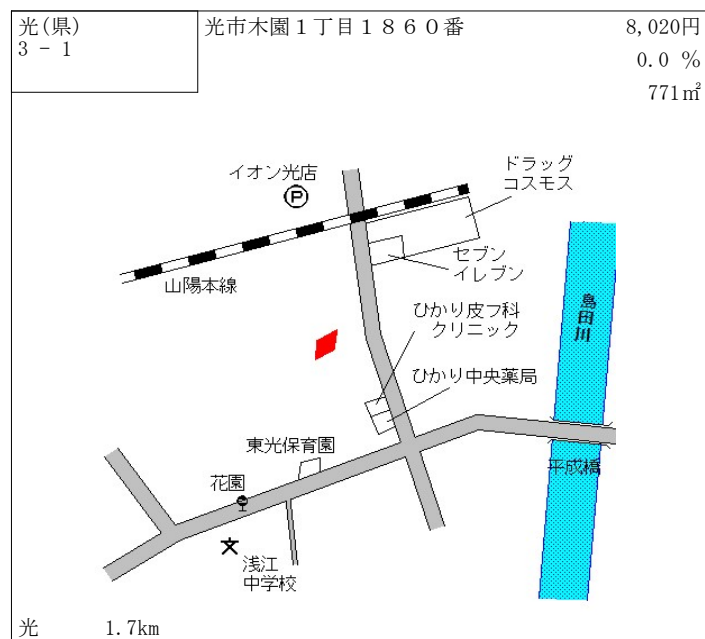 光(県)
3 - 1
光市木園１丁目１８６０番
8,020円
0.0 %
771㎡
イオン光店
P
ドラッグ
コスモス
セブン
イレブン
山陽本線
島田川
ひかり皮フ科
クリニック
ひかり中央薬局
東光保育園
平成橋
花園
文
浅江
中学校
光 1.7km